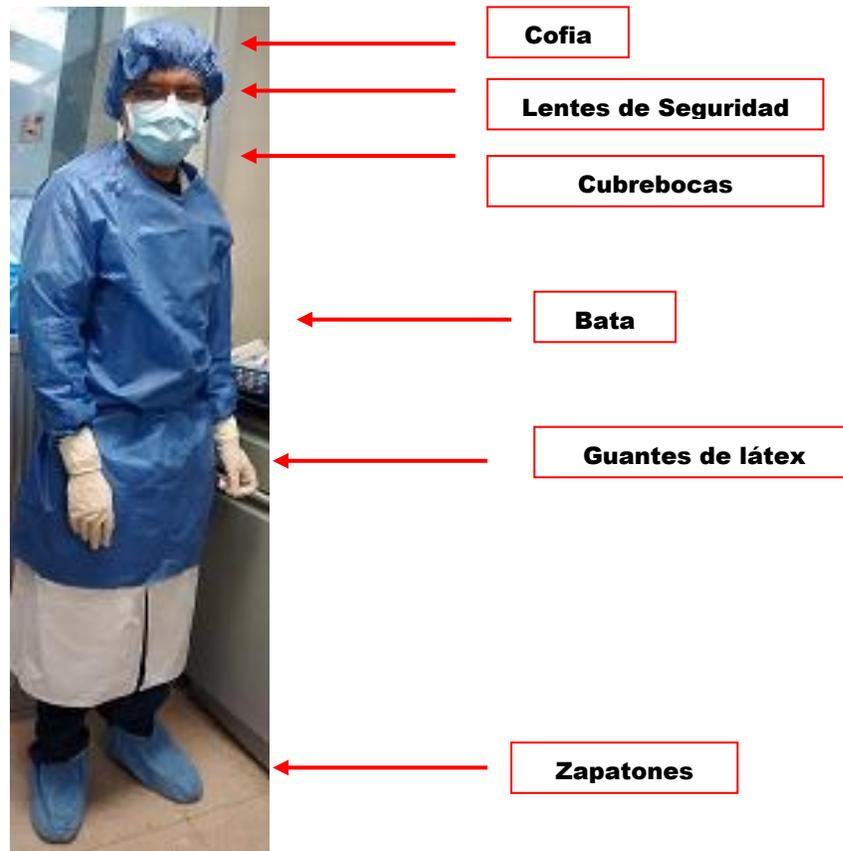 Cofia
Lentes de Seguridad
Cubrebocas
Bata
Guantes de látex
Zapatones